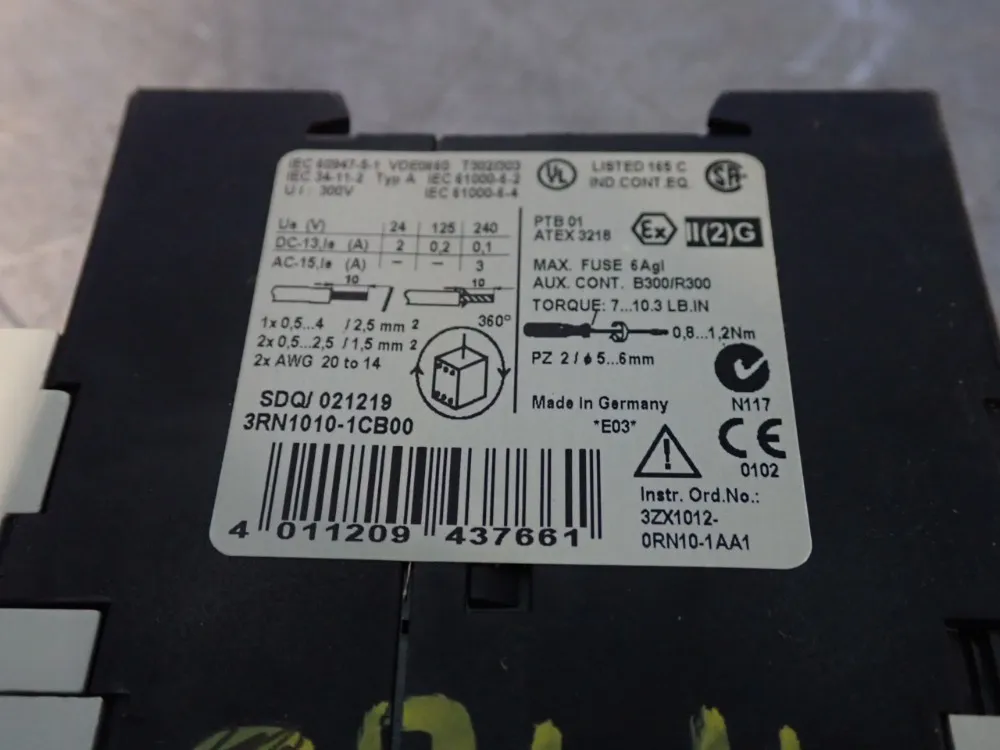 IEC 60947-5-1 VDE0660 T302/303
IEC 34-11-2 Typ A IEC 61000-6-2
Ui : 300V IEC 61000-6-4
Ue (V) 24 125 240
DC-13,Ie (A) 2 0,2 0,1
AC-15,Ie (A) – – 3
10 10
1x 0,5...4 / 2,5 mm 2
2x 0,5...2,5 / 1,5 mm 2
2x AWG 20 to 14
360°
SDQ/ 021219
3RN1010-1CB00
4 011209 437661
UL LISTED 165 C
IND.CONT.EQ.
SA
PTB 01
ATEX 3218
Ex II(2)G
MAX. FUSE 6Agl
AUX. CONT. B300/R300
TORQUE: 7...10.3 LB.IN
0,8...1,2Nm
PZ 2 / ø 5...6mm
N117
Made in Germany
*E03*
CE
0102
Instr. Ord.No.:
3ZX1012-
0RN10-1AA1